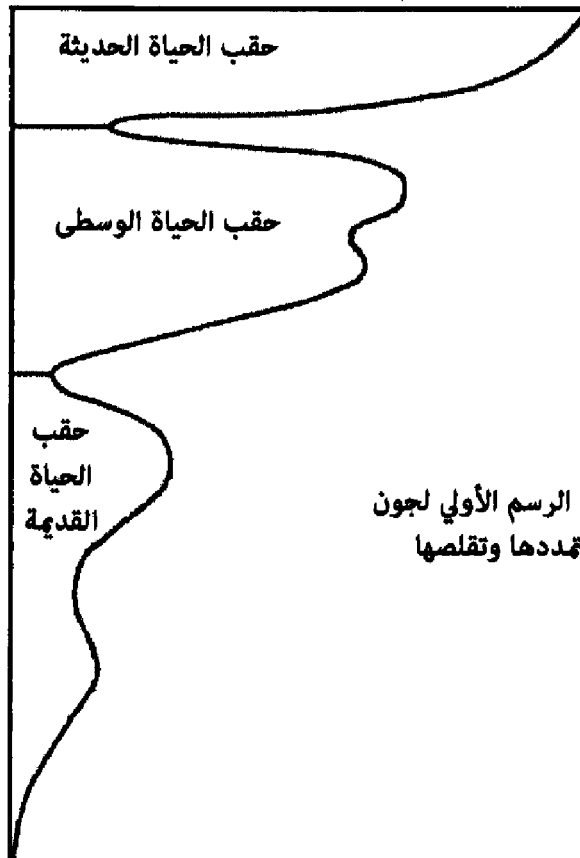 حقب الحياة الحديثة
حقب الحياة الوسطى
حقب
الحياة
القديمة
الرسم الأولي لجون
تمددها وتقلصها